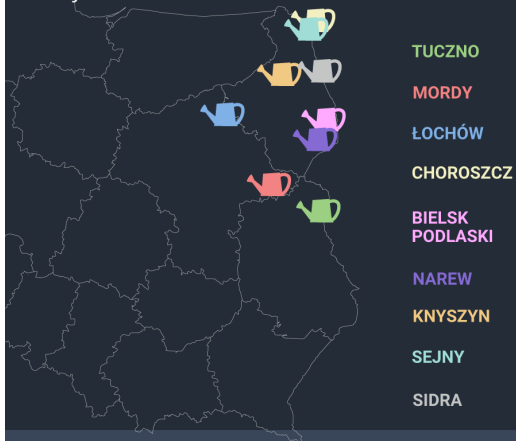 TUCZNO
MORDY
ŁOCHÓW
CHOROSZCZ
BIELSK
PODLASKI
NAREW
KNYSZYN
SEJNY
SIDRA